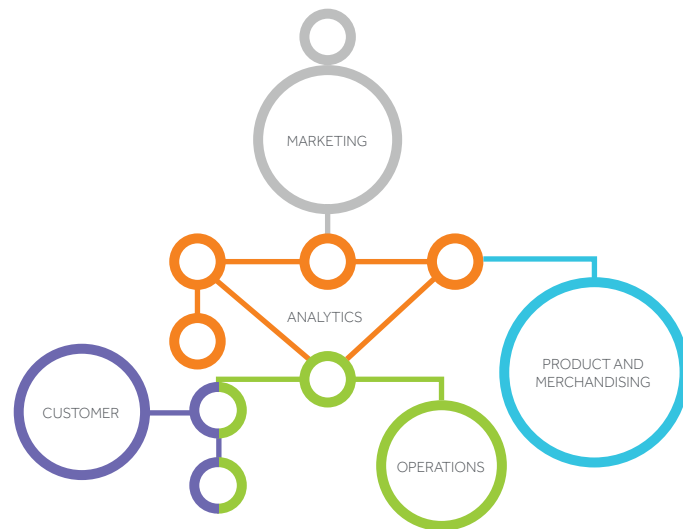 MARKETING
ANALYTICS
PRODUCT AND
MERCHANDISING
CUSTOMER
OPERATIONS